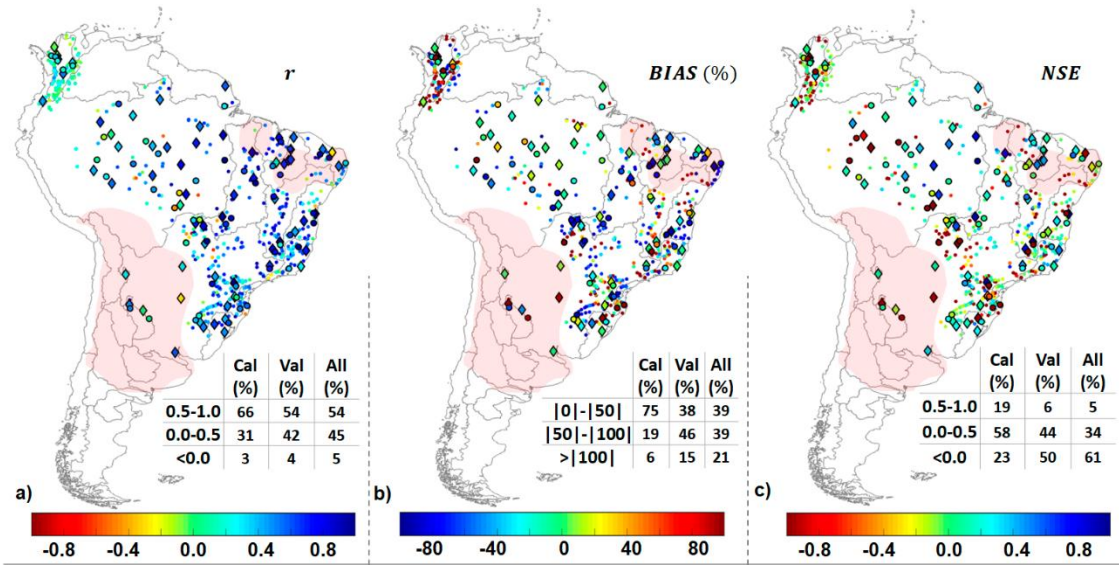 r
Cal (%) Val (%) All (%)
0.5-1.0 66 54 54
0.0-0.5 31 42 45
<0.0 3 4 5
a)
-0.8 -0.4 0.0 0.4 0.8
BIAS (%)
Cal (%) Val (%) All (%)
|0|-|50| 75 38 39
|50|-|100| 19 46 39
>|100| 6 15 21
b)
-80 -40 0 40 80
NSE
Cal (%) Val (%) All (%)
0.5-1.0 19 6 5
0.0-0.5 58 44 34
<0.0 23 50 61
c)
-0.8 -0.4 0.0 0.4 0.8